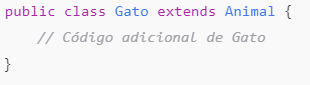 public class Gato extends Animal {
// Código adicional de Gato
}